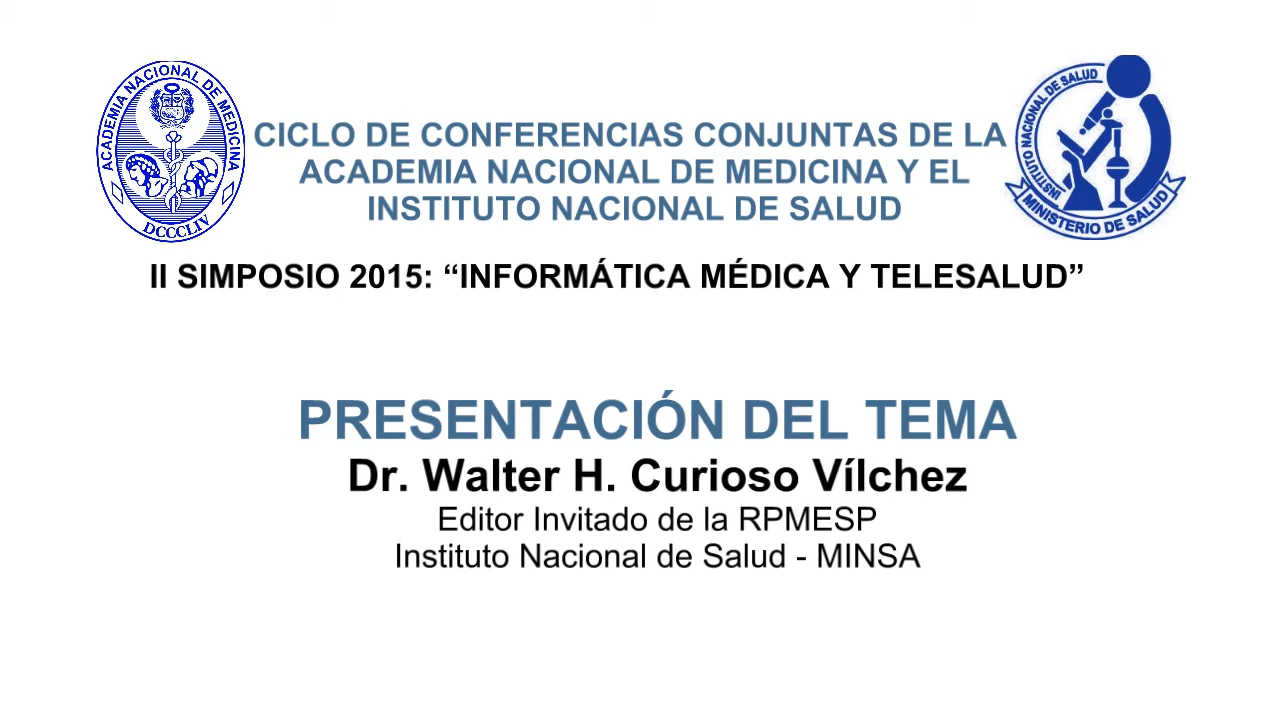 ACADEMIA NACIONAL DE MEDICINA
DCCCLIV
CICLO DE CONFERENCIAS CONJUNTAS DE LA
ACADEMIA NACIONAL DE MEDICINA Y EL
INSTITUTO NACIONAL DE SALUD
INSTITUTO NACIONAL DE SALUD
MINISTERIO DE SALUD
II SIMPOSIO 2015: “INFORMÁTICA MÉDICA Y TELESALUD”
PRESENTACIÓN DEL TEMA
Dr. Walter H. Curioso Vílchez
Editor Invitado de la RPMESP
Instituto Nacional de Salud - MINSA